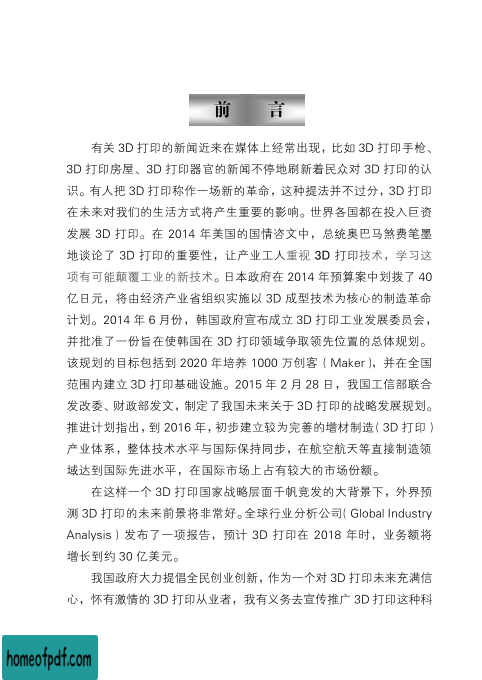 前 言
有关 3D 打印的新闻近来在媒体上经常出现，比如 3D 打印手枪、
3D 打印房屋、3D 打印器官的新闻不停地刷新着民众对 3D 打印的认
识。有人把 3D 打印称作一场新的革命，这种提法并不过分，3D 打印
在未来对我们的生活方式将产生重要的影响。世界各国都在投入巨资
发展 3D 打印。在 2014 年美国的国情咨文中，总统奥巴马煞费笔墨
地谈论了 3D 打印的重要性，让产业工人重视 3D 打印技术，学习这
项有可能颠覆工业的新技术。日本政府在 2014 年预算案中划拨了 40
亿日元，将由经济产业省组织实施以 3D 成型技术为核心的制造革命
计划。2014 年 6 月份，韩国政府宣布成立 3D 打印工业发展委员会，
并批准了一份旨在使韩国在 3D 打印领域争取领先位置的总体规划。
该规划的目标包括到 2020 年培养 1000 万创客（Maker），并在全国
范围内建立 3D 打印基础设施。2015 年 2 月 28 日，我国工信部联合
发改委、财政部发文，制定了我国未来关于 3D 打印的战略发展规划。
推进计划指出，到 2016 年，初步建立较为完善的增材制造（3D 打印）
产业体系，整体技术水平与国际保持同步，在航空航天等直接制造领
域达到国际先进水平，在国际市场上占有较大的市场份额。
在这样一个 3D 打印国家战略层面千帆竞发的大背景下，外界预
测 3D 打印的未来前景将非常好。全球行业分析公司（Global Industry
Analysis）发布了一项报告，预计 3D 打印在 2018 年时，业务额将
增长到约 30 亿美元。
我国政府大力提倡全民创业创新，作为一个对 3D 打印未来充满信
心，怀有激情的 3D 打印从业者，我有义务去宣传推广 3D 打印这种科
homeofpdf.com